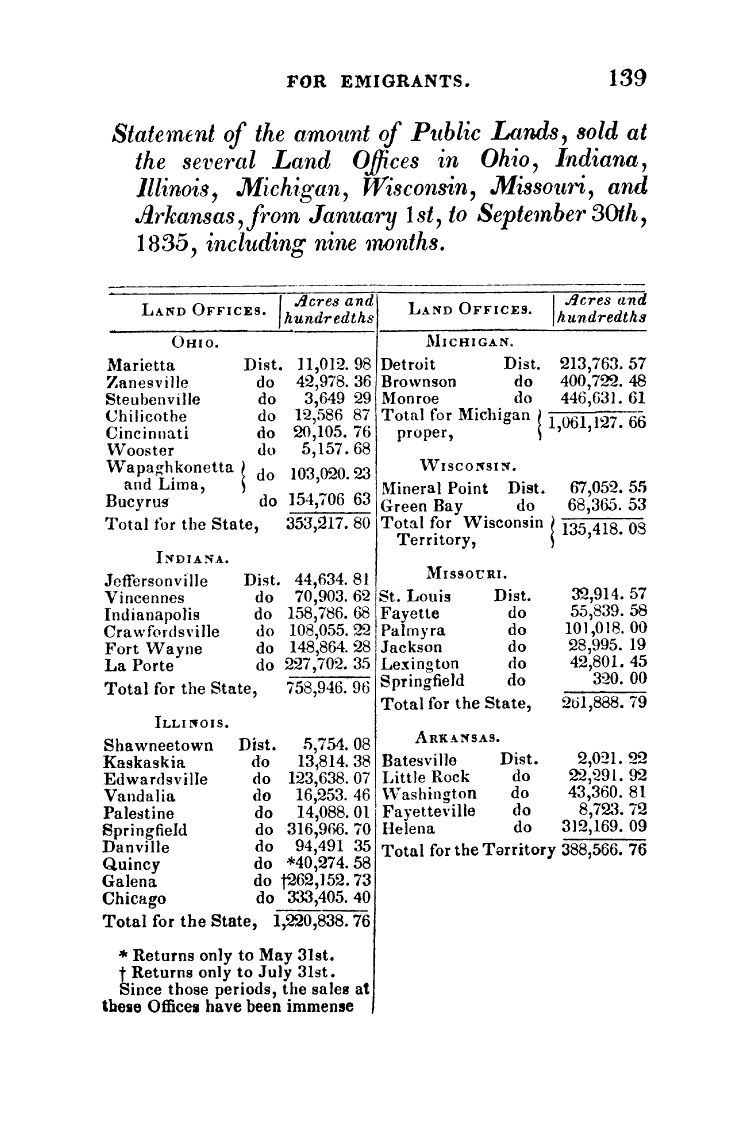 FOR EMIGRANTS. 139
Statement of the amount of Public Lands, sold at
the several Land Offices in Ohio, Indiana,
Illinois, Michigan, Wisconsin, Missouri, and
Arkansas, from January 1st, to September 30th,
1835, including nine months.
LAND OFFICES. Acres and hundredths
OHIO.
Marietta Dist. 11,012. 98
Zanesville do 42,978. 36
Steubenville do 3,649 29
Chilicothe do 12,586 87
Cincinnati do 20,105. 76
Wooster do 5,157. 68
Wapaghkonetta
and Lima, } do 103,020. 23
Bucyrus do 154,706 63
Total for the State, 353,217. 80
INDIANA.
Jeffersonville Dist. 44,634. 81
Vincennes do 70,903. 62
Indianapolis do 158,786. 68
Crawfordsville do 108,055. 22
Fort Wayne do 148,864. 28
La Porte do 227,702. 35
Total for the State, 758,946. 96
ILLINOIS.
Shawneetown Dist. 5,754. 08
Kaskaskia do 13,814. 38
Edwardsville do 123,638. 07
Vandalia do 16,253. 46
Palestine do 14,088. 01
Springfield do 316,966. 70
Danville do 94,491 35
Quincy do *40,274. 58
Galena do †262,152. 73
Chicago do 333,405. 40
Total for the State, 1,220,838. 76
* Returns only to May 31st.
† Returns only to July 31st.
Since those periods, the sales at
these Offices have been immense
LAND OFFICES. Acres and hundredths
MICHIGAN.
Detroit Dist. 213,763. 57
Brownson do 400,722. 48
Monroe do 446,631. 61
Total for Michigan
proper, } 1,061,127. 66
WISCONSIN.
Mineral Point Dist. 67,052. 55
Green Bay do 68,365. 53
Total for Wisconsin
Territory, } 135,418. 08
MISSOURI.
St. Louis Dist. 32,914. 57
Fayette do 55,839. 58
Palmyra do 101,018. 00
Jackson do 28,995. 19
Lexington do 42,801. 45
Springfield do 320. 00
Total for the State, 261,888. 79
ARKANSAS.
Batesville Dist. 2,021. 22
Little Rock do 22,291. 92
Washington do 43,360. 81
Fayetteville do 8,723. 72
Helena do 312,169. 09
Total for the Territory 388,566. 76